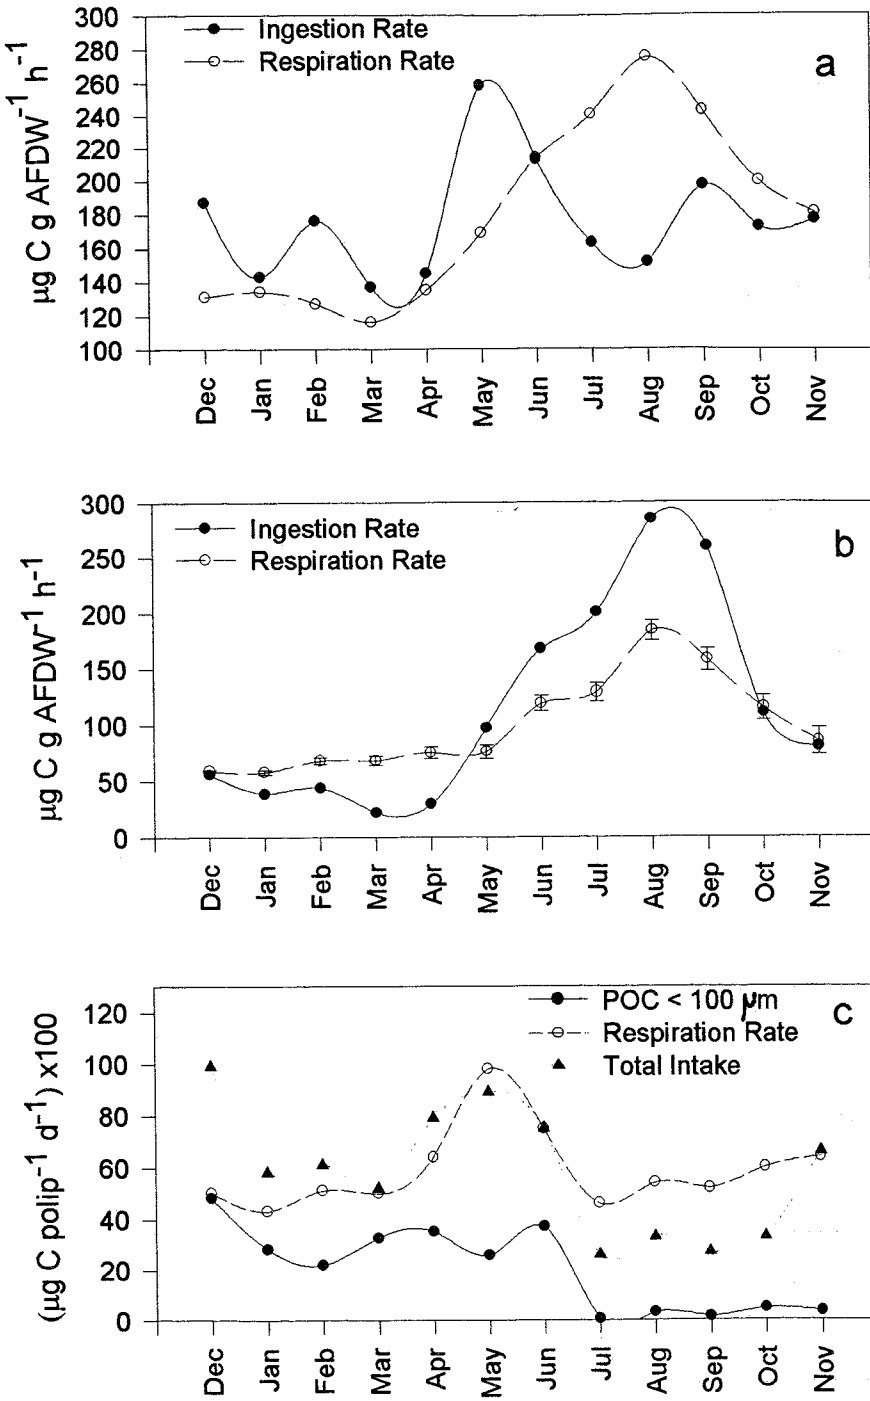 300
280
260
240
220
200
180
160
140
120
100
µg C g AFDW⁻¹ h⁻¹
Ingestion Rate
Respiration Rate
a
Dec
Jan
Feb
Mar
Apr
May
Jun
Jul
Aug
Sep
Oct
Nov
300
250
200
150
100
50
0
µg C g AFDW⁻¹ h⁻¹
Ingestion Rate
Respiration Rate
b
Dec
Jan
Feb
Mar
Apr
May
Jun
Jul
Aug
Sep
Oct
Nov
120
100
80
60
40
20
0
(µg C polip⁻¹ d⁻¹) x100
POC < 100 µm
Respiration Rate
Total Intake
c
Dec
Jan
Feb
Mar
Apr
May
Jun
Jul
Aug
Sep
Oct
Nov